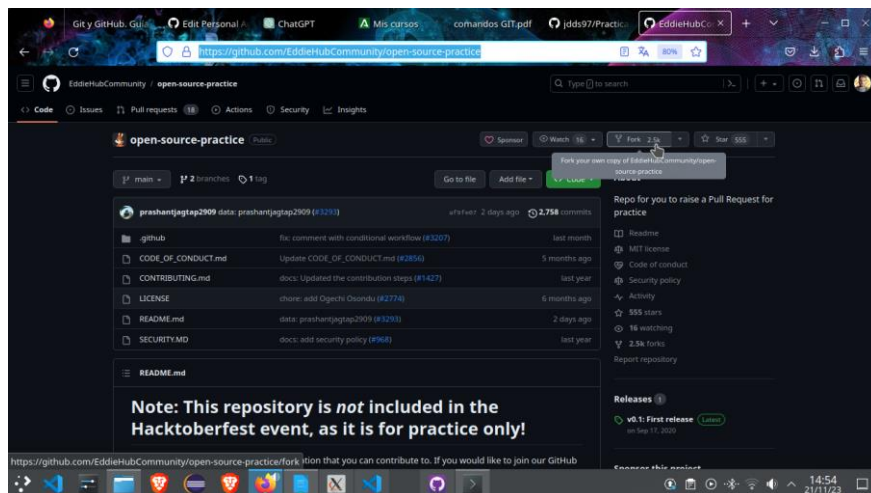 Git y GitHub. Guía
Edit Personal A
ChatGPT
Mis cursos
comandos GIT.pdf
jdds97/Practica
EddieHubCo
https://github.com/EddieHubCommunity/open-source-practice
80%
EddieHubCommunity / open-source-practice
Type / to search
Code
Issues
Pull requests 18
Actions
Security
Insights
open-source-practice Public
Sponsor
Watch 16
Fork 2.5k
Star 555
Fork your own copy of EddieHubCommunity/open-source-practice
main
2 branches
1 tag
Go to file
Add file
Code
About
prashantjagtap2909 data: prashantjagtap2909 (#3293)
2 days ago
2,758 commits
.github fix: comment with conditional workflow (#3207) last month
CODE_OF_CONDUCT.md Update CODE_OF_CONDUCT.md (#2856) 5 months ago
CONTRIBUTING.md docs: Updated the contribution steps (#1427) last year
LICENSE chore: add Ogechi Osondu (#2774) 6 months ago
README.md data: prashantjagtap2909 (#3293) 2 days ago
SECURITY.MD docs: add security policy (#968) last year
Repo for you to raise a Pull Request for
practice
Readme
MIT license
Code of conduct
Security policy
Activity
555 stars
16 watching
2.5k forks
Report repository
README.md
Note: This repository is not included in the
Hacktoberfest event, as it is for practice only!
Releases 1
v0.1: First release Latest
on Sep 17, 2020
that you can contribute to. If you would like to join our GitHub
https://github.com/EddieHubCommunity/open-source-practice/fork
Sponsor this project
14:54
21/11/23